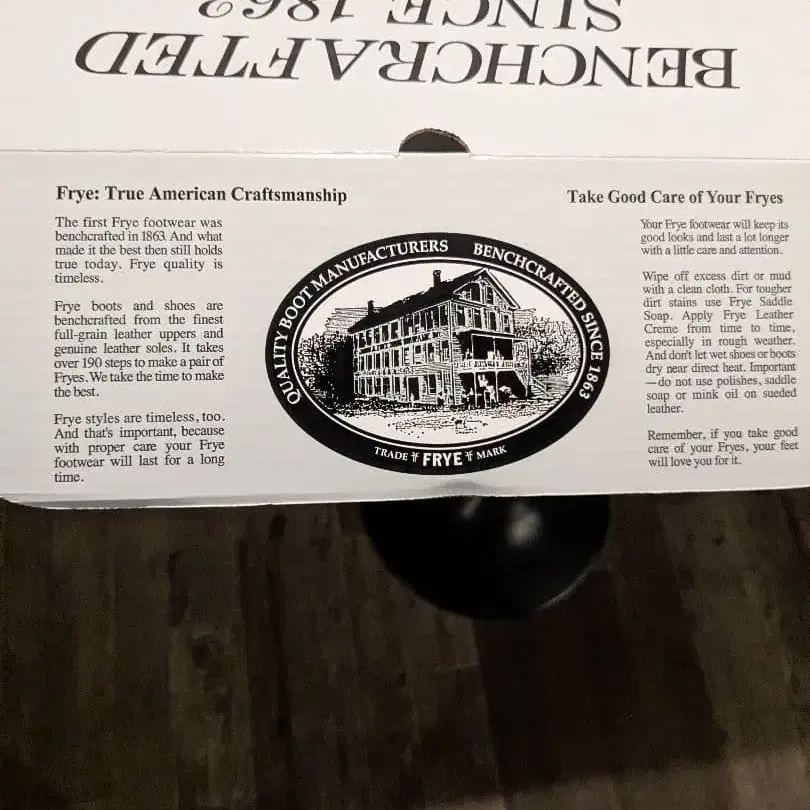 BENCHCRAFTED
SINCE 1863
Frye: True American Craftsmanship
The first Frye footwear was
benchcrafted in 1863. And what
made it the best then still holds
true today. Frye quality is
timeless.
Frye boots and shoes are
benchcrafted from the finest
full-grain leather uppers and
genuine leather soles. It takes
over 190 steps to make a pair of
Fryes. We take the time to make
the best.
Frye styles are timeless, too.
And that's important, because
with proper care your Frye
footwear will last for a long
time.
QUALITY BOOT MANUFACTURERS BENCHCRAFTED SINCE 1863
TRADE FRYE MARK
Take Good Care of Your Fryes
Your Frye footwear will keep its
good looks and last a lot longer
with a little care and attention.
Wipe off excess dirt or mud
with a clean cloth. For tougher
dirt stains use Frye Saddle
Soap. Apply Frye Leather
Creme from time to time,
especially in rough weather.
And don't let wet shoes or boots
dry near direct heat. Important
—do not use polishes, saddle
soap or mink oil on sueded
leather.
Remember, if you take good
care of your Fryes, your feet
will love you for it.